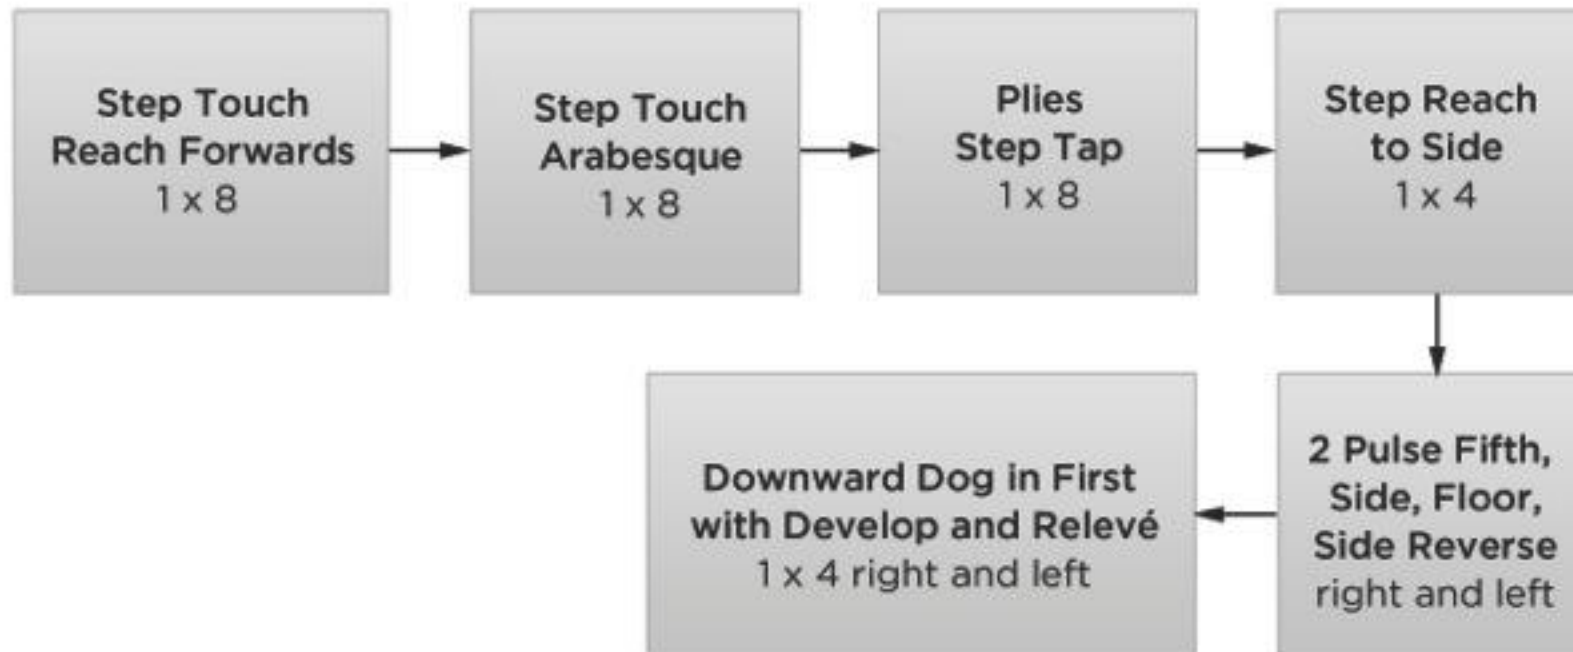 Step Touch
Reach Forwards
1 x 8
Step Touch
Arabesque
1 x 8
Plies
Step Tap
1 x 8
Step Reach
to Side
1 x 4
2 Pulse Fifth,
Side, Floor,
Side Reverse
right and left
Downward Dog in First
with Develop and Relevé
1 x 4 right and left